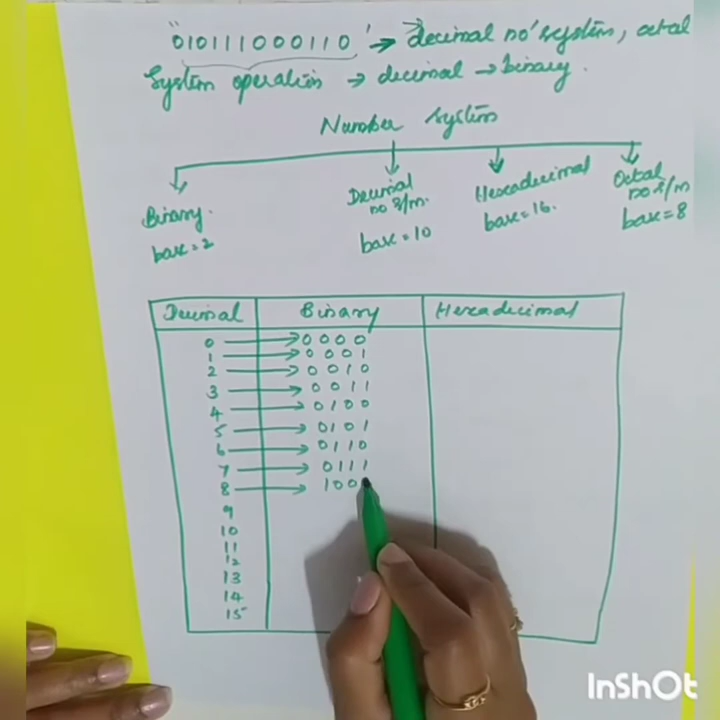 "010111000110" → decimal no' system, octal
System operation → decimal → binary.
Number system
Binary. base = 2
Decimal no s/m. base = 10
Hexadecimal base = 16.
Octal no s/m base = 8
Decimal Binary Hexadecimal
0 → 0000
1 → 0001
2 → 0010
3 → 0011
4 → 0100
5 → 0101
6 → 0110
7 → 0111
8 → 100
9
10
11
12
13
14
15
InShOt